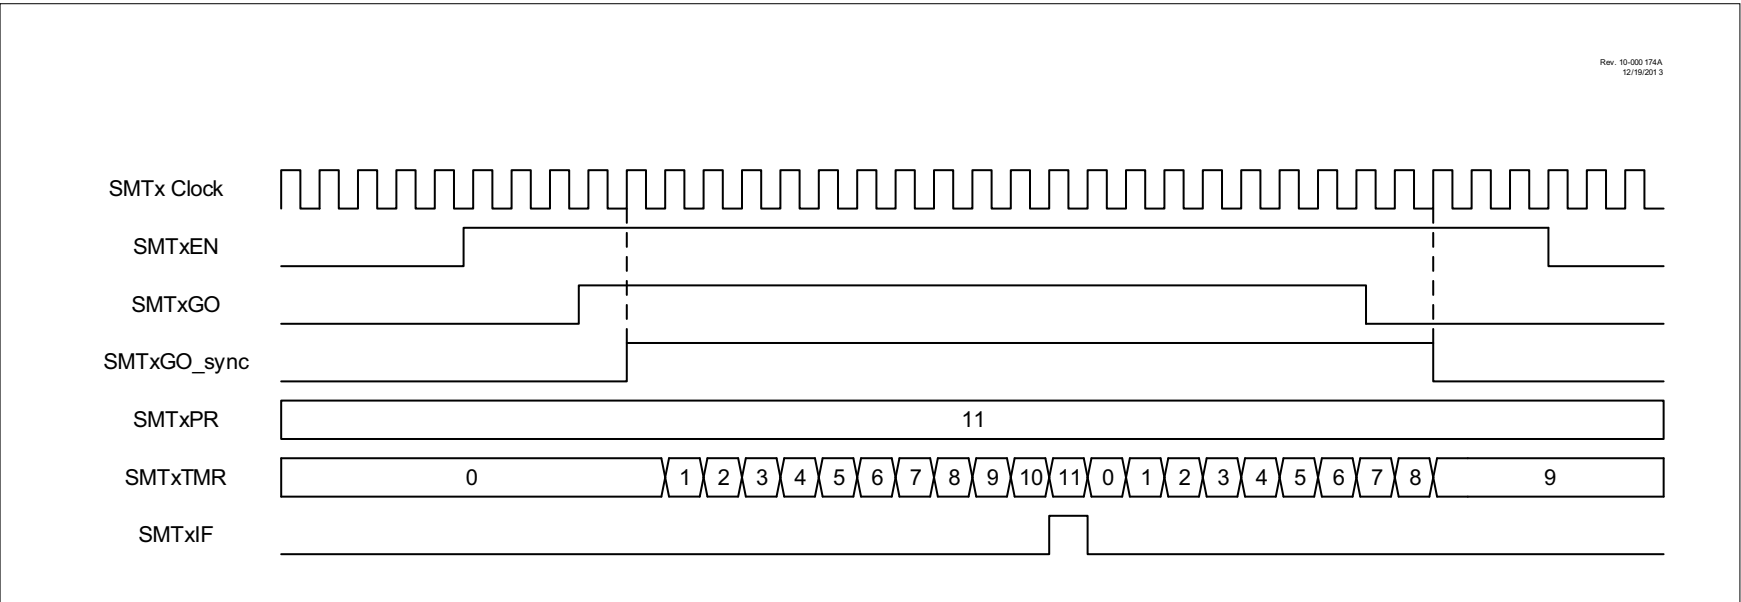 Rev. 10-000 174A
12/19/201 3
SMTx Clock
SMTxEN
SMTxGO
SMTxGO_sync
SMTxPR
11
SMTxTMR
0 1 2 3 4 5 6 7 8 9 10 11 0 1 2 3 4 5 6 7 8 9
SMTxIF